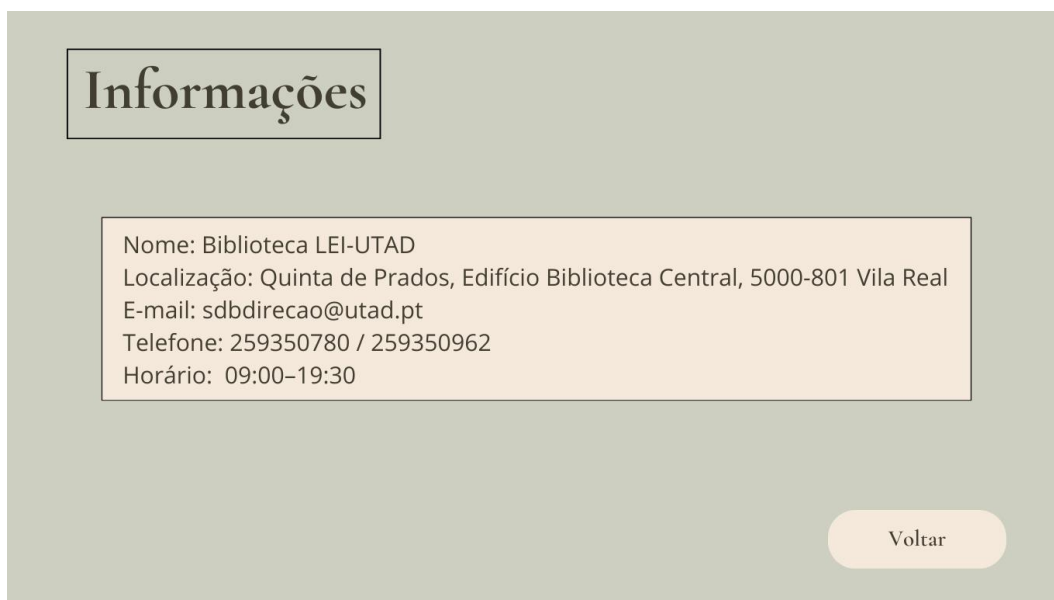 Informações
Nome: Biblioteca LEI-UTAD
Localização: Quinta de Prados, Edifício Biblioteca Central, 5000-801 Vila Real
E-mail: sdbdirecao@utad.pt
Telefone: 259350780 / 259350962
Horário:  09:00–19:30
Voltar